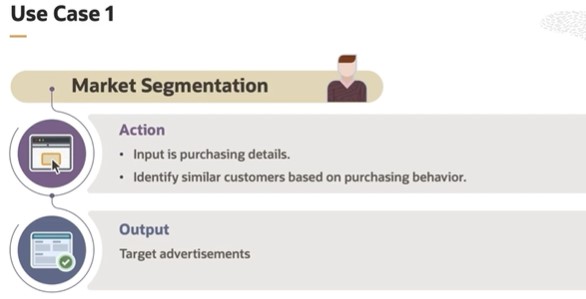 Use Case 1
Market Segmentation
Action
• Input is purchasing details.
• Identify similar customers based on purchasing behavior.
Output
Target advertisements